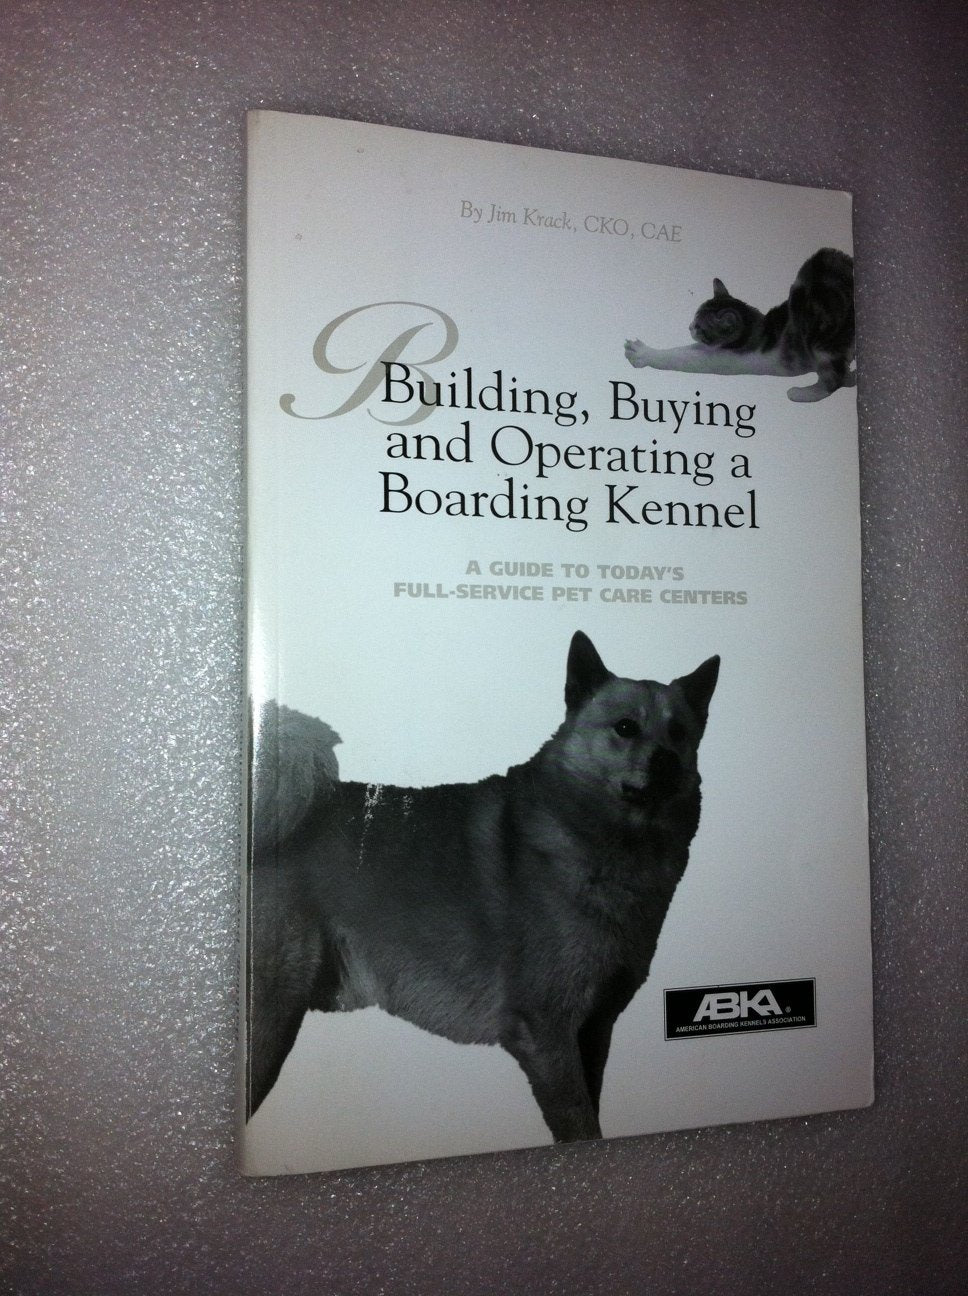 By Jim Krack, CKO, CAE
B
Building, Buying
and Operating a
Boarding Kennel
A GUIDE TO TODAY'S
FULL-SERVICE PET CARE CENTERS
ABKA®
AMERICAN BOARDING KENNELS ASSOCIATION